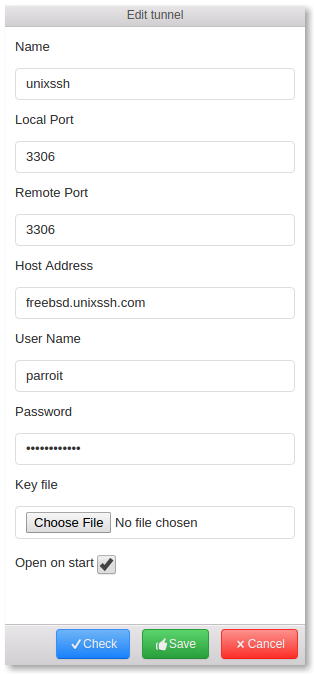 Edit tunnel
Name
unixssh
Local Port
3306
Remote Port
3306
Host Address
freebsd.unixssh.com
User Name
parroit
Password
••••••••••••
Key file
Choose File No file chosen
Open on start
Check Save Cancel